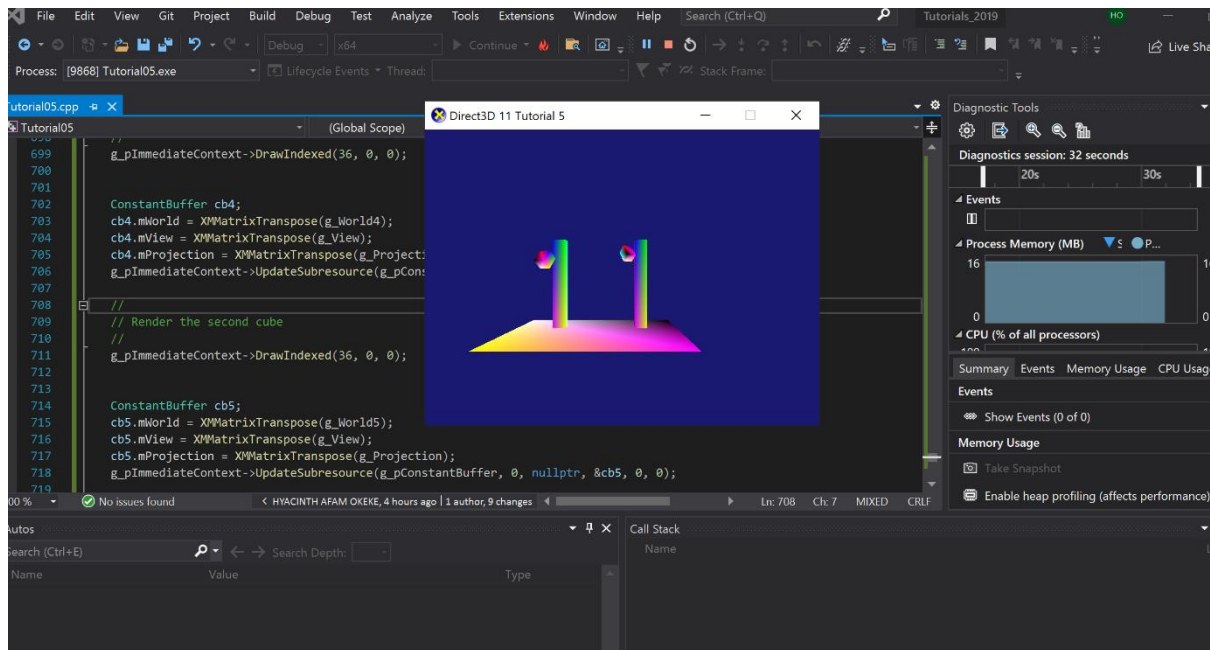 File Edit View Git Project Build Debug Test Analyze Tools Extensions Window Help Search (Ctrl+Q) Tutorials_2019 HO
Debug x64 Continue Live Sha
Process: [9868] Tutorial05.exe Lifecycle Events Thread: Stack Frame:
utorial05.cpp
Tutorial05 (Global Scope)
Direct3D 11 Tutorial 5
699 g_pImmediateContext->DrawIndexed(36, 0, 0);
700
701
702 ConstantBuffer cb4;
703 cb4.mWorld = XMMatrixTranspose(g_World4);
704 cb4.mView = XMMatrixTranspose(g_View);
705 cb4.mProjection = XMMatrixTranspose(g_Projecti
706 g_pImmediateContext->UpdateSubresource(g_pCons
707
708 //
709 // Render the second cube
710 //
711 g_pImmediateContext->DrawIndexed(36, 0, 0);
712
713
714 ConstantBuffer cb5;
715 cb5.mWorld = XMMatrixTranspose(g_World5);
716 cb5.mView = XMMatrixTranspose(g_View);
717 cb5.mProjection = XMMatrixTranspose(g_Projection);
718 g_pImmediateContext->UpdateSubresource(g_pConstantBuffer, 0, nullptr, &cb5, 0, 0);
719
00 % No issues found < HYACINTH AFAM OKEKE, 4 hours ago | 1 author, 9 changes Ln: 708 Ch: 7 MIXED CRLF
Diagnostic Tools
Diagnostics session: 32 seconds
20s 30s
Events
Process Memory (MB) S P...
16
0 0
CPU (% of all processors)
Summary Events Memory Usage CPU Usag
Events
Show Events (0 of 0)
Memory Usage
Take Snapshot
Enable heap profiling (affects performance)
Autos
Search (Ctrl+E) Search Depth:
Name Value Type
Call Stack
Name